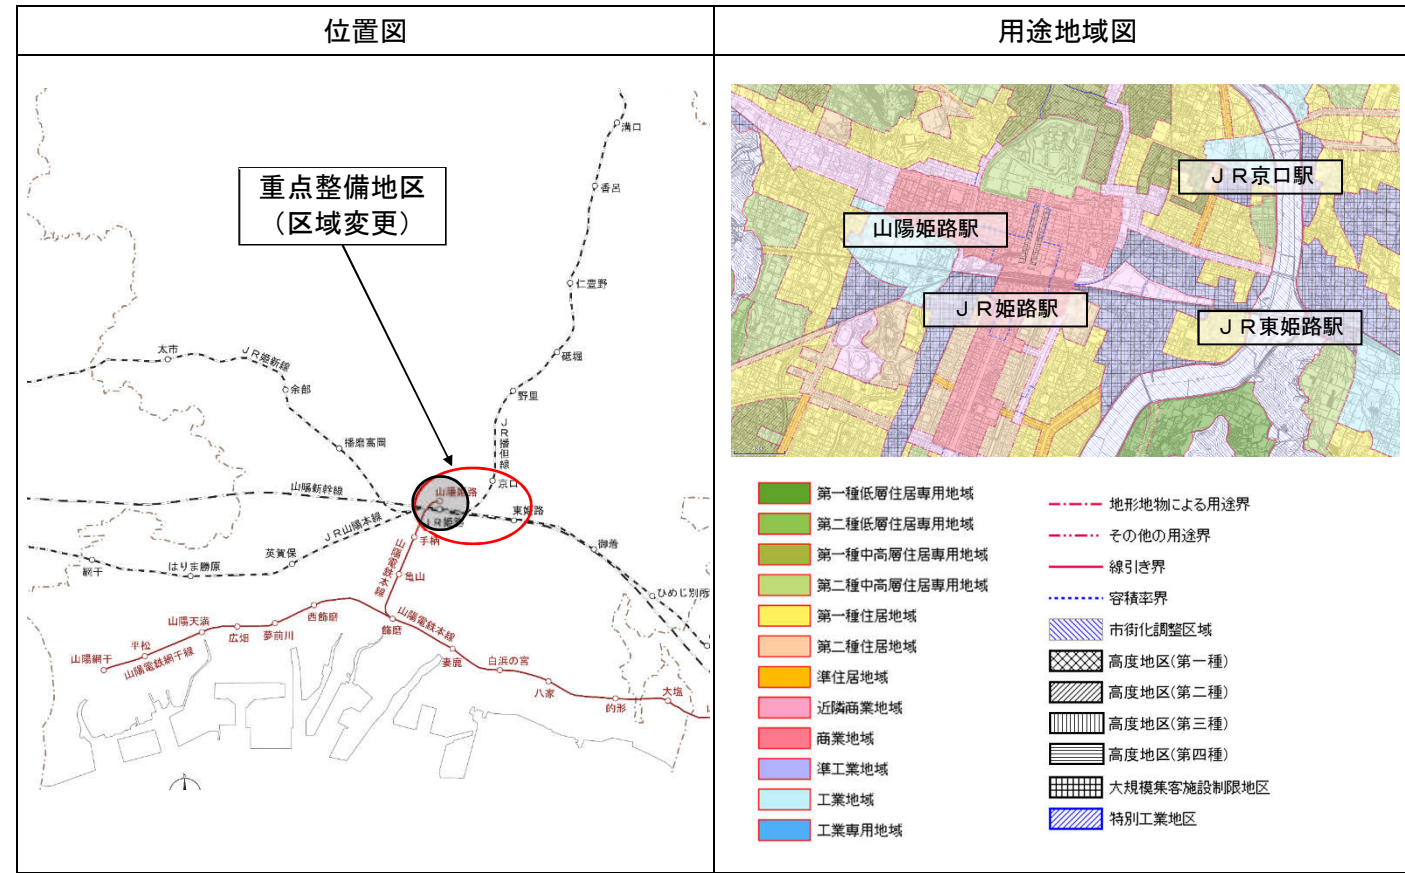 位置図
用途地域図
重点整備地区
（区域変更）
溝口
香呂
仁豊野
砥堀
野里
JR播但線
京口
太市
JR姫新線
余部
播磨高岡
山陽新幹線
山陽姫路
JR姫路
東姫路
御着
ひめじ別所
JR山陽本線
英賀保
はりま勝原
網干
手柄
山陽電鉄本線
亀山
飾磨
山陽電鉄本線
西飾磨
夢前川
広畑
山陽天満
平松
山陽網干
山陽電鉄網干線
妻鹿
白浜の宮
八家
的形
大塩
ＪＲ京口駅
山陽姫路駅
ＪＲ姫路駅
ＪＲ東姫路駅
第一種低層住居専用地域
第二種低層住居専用地域
第一種中高層住居専用地域
第二種中高層住居専用地域
第一種住居地域
第二種住居地域
準住居地域
近隣商業地域
商業地域
準工業地域
工業地域
工業専用地域
地形地物による用途界
その他の用途界
線引き界
容積率界
市街化調整区域
高度地区(第一種)
高度地区(第二種)
高度地区(第三種)
高度地区(第四種)
大規模集客施設制限地区
特別工業地区